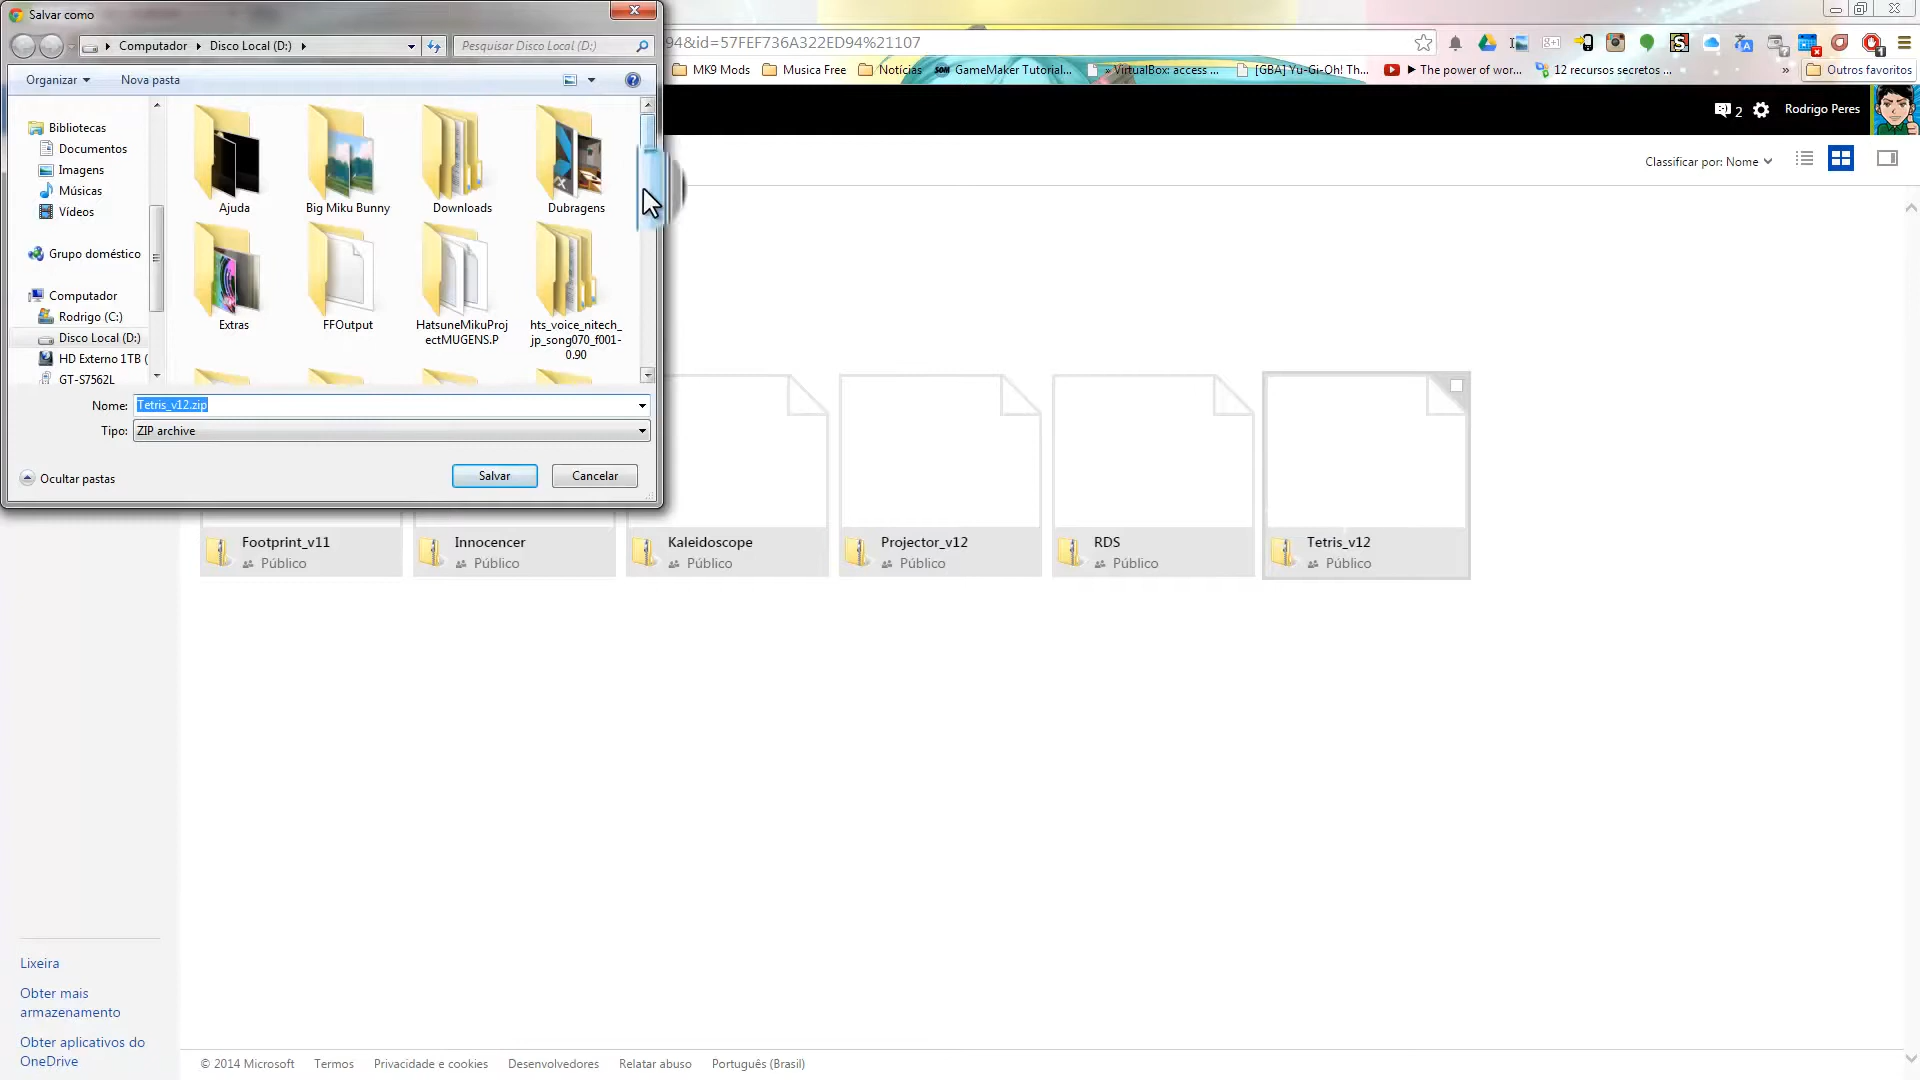 Salvar como
Computador
Disco Local (D:)
Pesquisar Disco Local (D:)
94&id=57FEF736A322ED94%21107
Organizar
Nova pasta
MK9 Mods
Musica Free
Notícias
GameMaker Tutorial...
» VirtualBox: access ...
[GBA] Yu-Gi-Oh! Th...
► The power of wor...
12 recursos secretos ...
»
Outros favoritos
2
Rodrigo Peres
Classificar por: Nome
Bibliotecas
Documentos
Imagens
Músicas
Vídeos
Grupo doméstico
Computador
Rodrigo (C:)
Disco Local (D:)
HD Externo 1TB (
GT-S7562L
Ajuda
Big Miku Bunny
Downloads
Dubragens
Extras
FFOutput
HatsuneMikuProj
ectMUGENS.P
hts_voice_nitech_
jp_song070_f001-
0.90
Nome:
Tetris_v12.zip
Tipo:
ZIP archive
Ocultar pastas
Salvar
Cancelar
Footprint_v11
Público
Innocencer
Público
Kaleidoscope
Público
Projector_v12
Público
RDS
Público
Tetris_v12
Público
Lixeira
Obter mais
armazenamento
Obter aplicativos do
OneDrive
© 2014 Microsoft
Termos
Privacidade e cookies
Desenvolvedores
Relatar abuso
Português (Brasil)